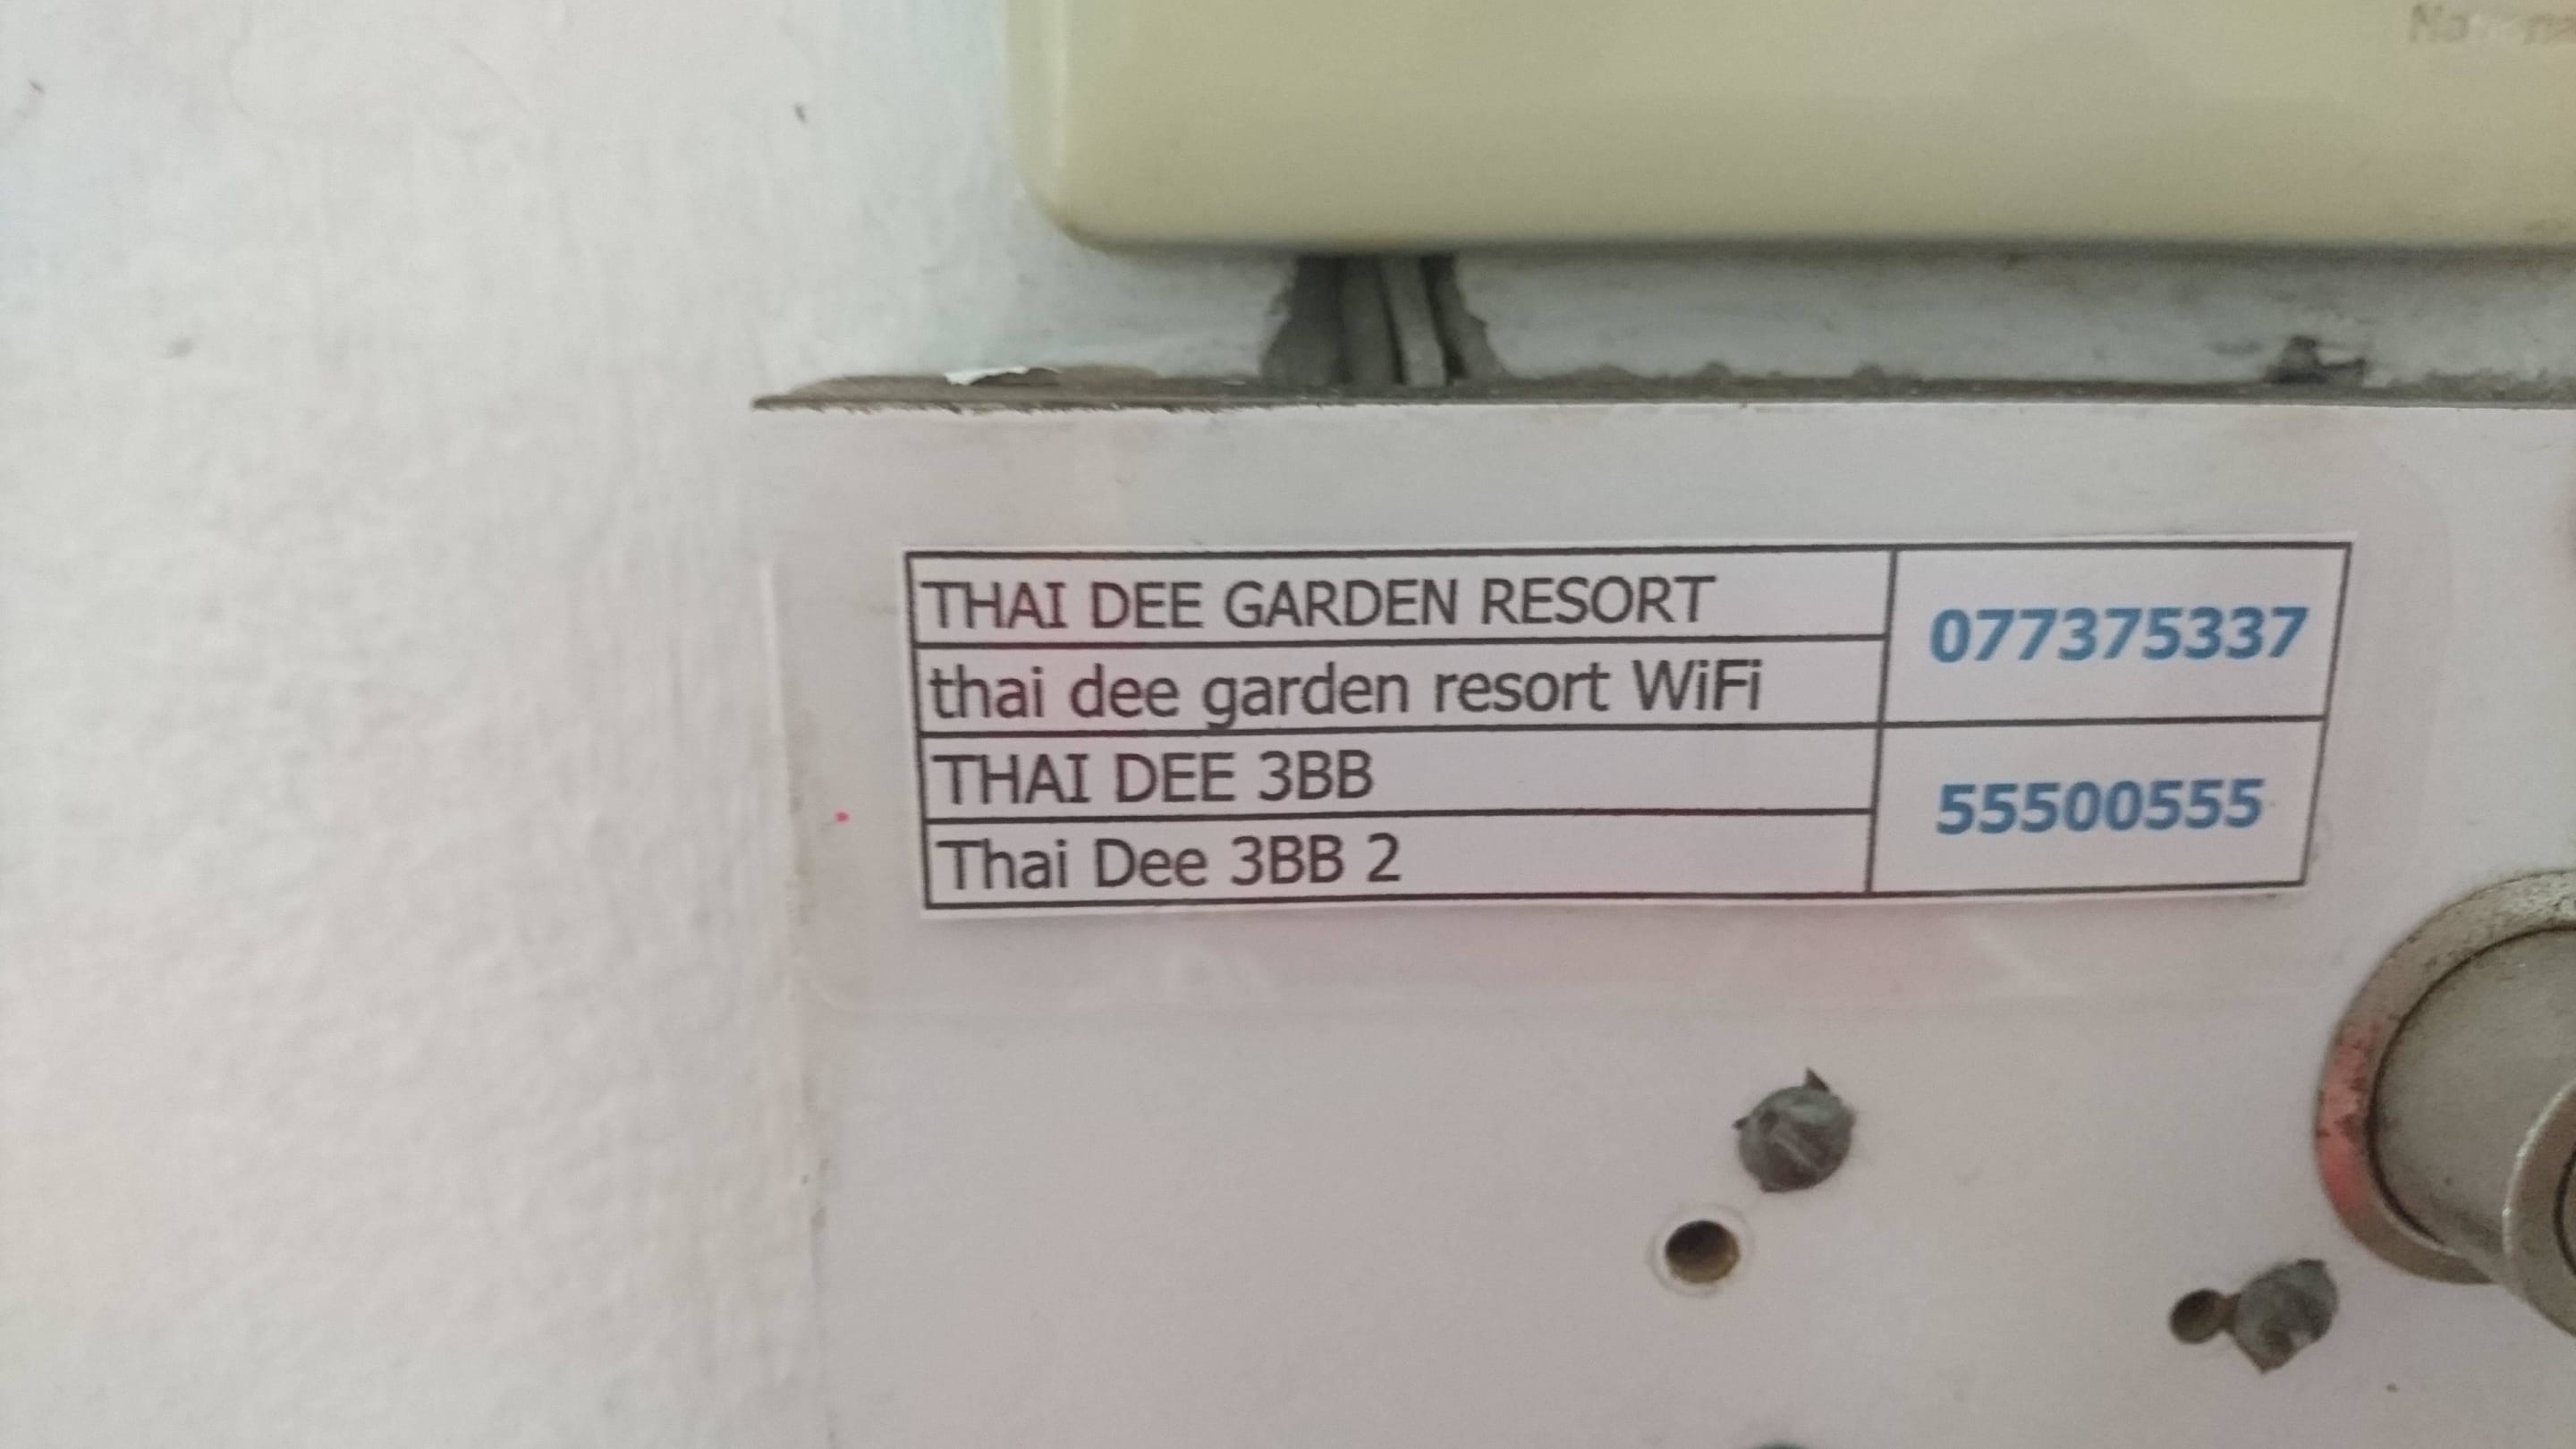 THAI DEE GARDEN RESORT
077375337
thai dee garden resort WiFi
THAI DEE 3BB
55500555
Thai Dee 3BB 2